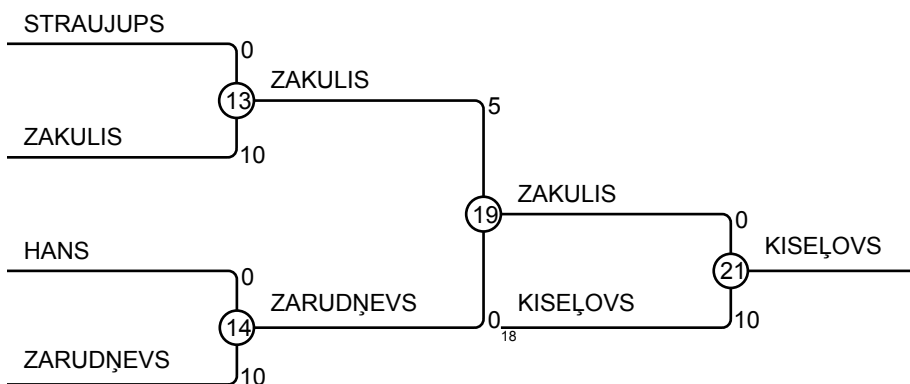 STRAUJUPS
0
13
ZAKULIS
5
ZAKULIS
10
19
ZAKULIS
0
HANS
0
21
KISEĻOVS
14
ZARUDŅEVS
0
18
KISEĻOVS
10
ZARUDŅEVS
10